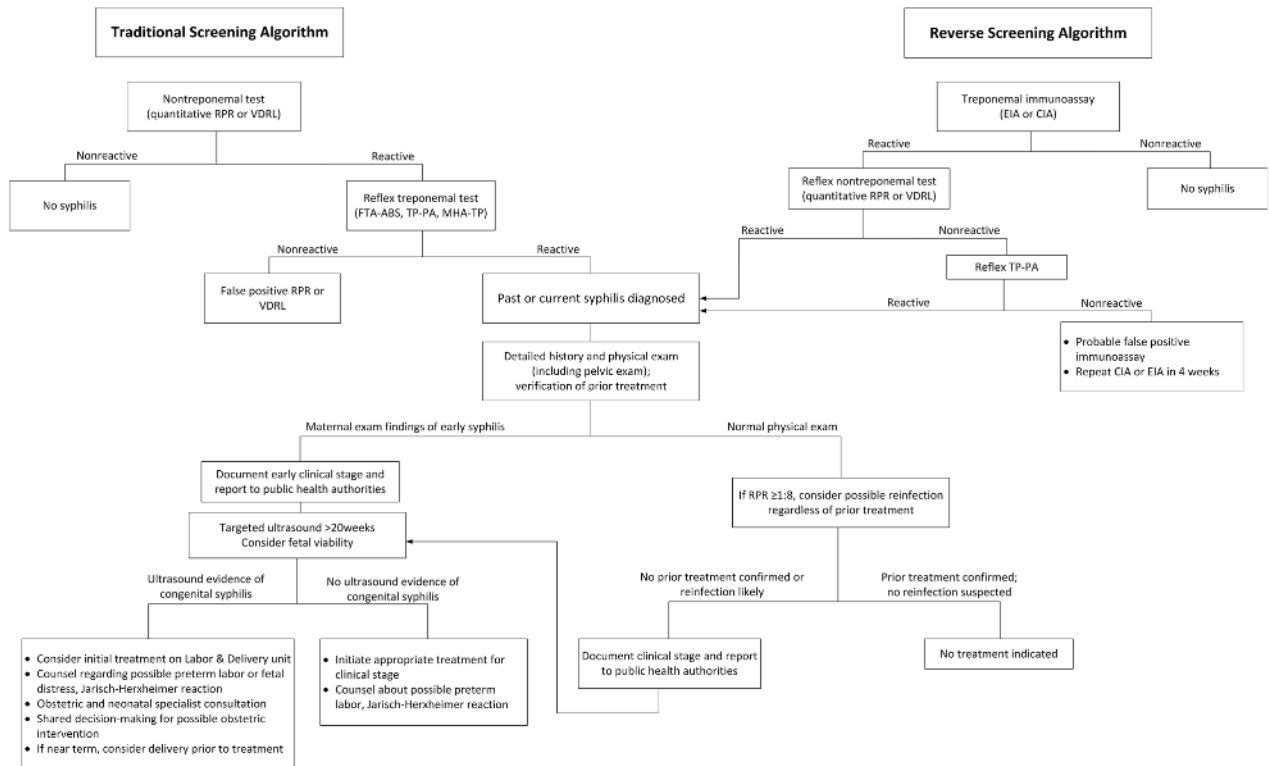 Traditional Screening Algorithm
Reverse Screening Algorithm
Nontreponemal test
(quantitative RPR or VDRL)
Treponemal immunoassay
(EIA or CIA)
Nonreactive
Reactive
Reactive
Nonreactive
No syphilis
Reflex treponemal test
(FTA-ABS, TP-PA, MHA-TP)
Reflex nontreponemal test
(quantitative RPR or VDRL)
No syphilis
Nonreactive
Reactive
Reactive
Nonreactive
False positive RPR or
VDRL
Past or current syphilis diagnosed
Reflex TP-PA
Reactive
Nonreactive
• Probable false positive
immunoassay
• Repeat CIA or EIA in 4 weeks
Detailed history and physical exam
(including pelvic exam);
verification of prior treatment
Maternal exam findings of early syphilis
Normal physical exam
Document early clinical stage and
report to public health authorities
If RPR ≥1:8, consider possible reinfection
regardless of prior treatment
Targeted ultrasound >20weeks
Consider fetal viability
Ultrasound evidence of
congenital syphilis
No ultrasound evidence of
congenital syphilis
No prior treatment confirmed or
reinfection likely
Prior treatment confirmed;
no reinfection suspected
• Consider initial treatment on Labor & Delivery unit
• Counsel regarding possible preterm labor or fetal
distress, Jarisch-Herxheimer reaction
• Obstetric and neonatal specialist consultation
• Shared decision-making for possible obstetric
intervention
• If near term, consider delivery prior to treatment
• Initiate appropriate treatment for
clinical stage
• Counsel about possible preterm
labor, Jarisch-Herxheimer reaction
Document clinical stage and report
to public health authorities
No treatment indicated